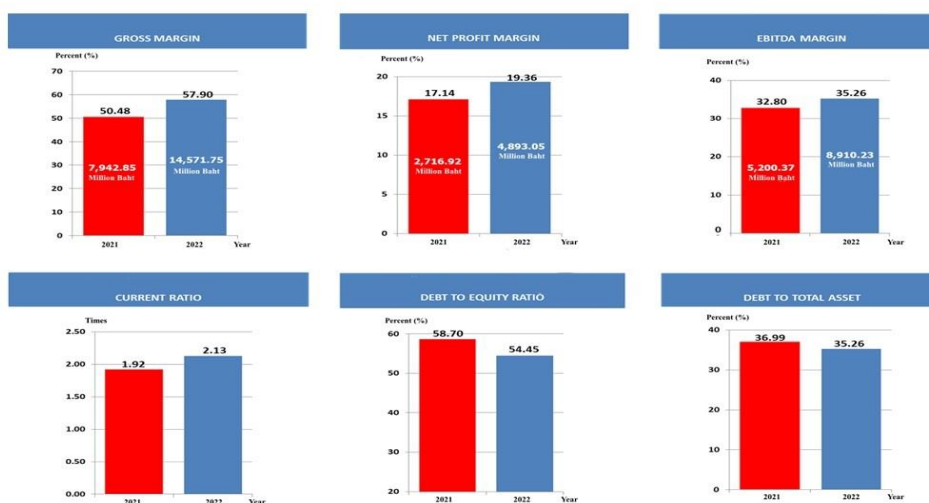 GROSS MARGIN
Percent (%)
70
60
50
40
30
20
10
0
50.48
57.90
7,942.85
Million Baht
14,571.75
Million Baht
2021
2022
Year
NET PROFIT MARGIN
Percent (%)
20
15
10
5
0
17.14
19.36
2,716.92
Million Baht
4,893.05
Million Baht
2021
2022
Year
EBITDA MARGIN
Percent (%)
40
30
20
10
0
32.80
35.26
5,200.37
Million Baht
8,910.23
Million Baht
2021
2022
Year
CURRENT RATIO
Times
2.50
2.00
1.50
1.00
0.50
0.00
1.92
2.13
2021
2022
Year
DEBT TO EQUITY RATIO
Percent (%)
60
50
40
30
20
58.70
54.45
2021
2022
Year
DEBT TO TOTAL ASSET
Percent (%)
40
30
20
10
0
36.99
35.26
2021
2022
Year